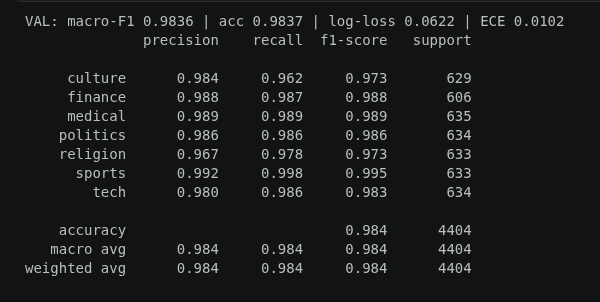 VAL: macro-F1 0.9836 | acc 0.9837 | log-loss 0.0622 | ECE 0.0102
precision recall f1-score support
culture 0.984 0.962 0.973 629
finance 0.988 0.987 0.988 606
medical 0.989 0.989 0.989 635
politics 0.986 0.986 0.986 634
religion 0.967 0.978 0.973 633
sports 0.992 0.998 0.995 633
tech 0.980 0.986 0.983 634
accuracy 0.984 4404
macro avg 0.984 0.984 0.984 4404
weighted avg 0.984 0.984 0.984 4404